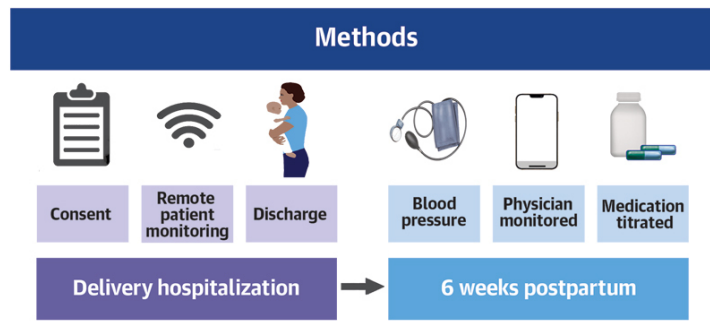 Methods
Consent
Remote
patient
monitoring
Discharge
Blood
pressure
Physician
monitored
Medication
titrated
Delivery hospitalization
6 weeks postpartum